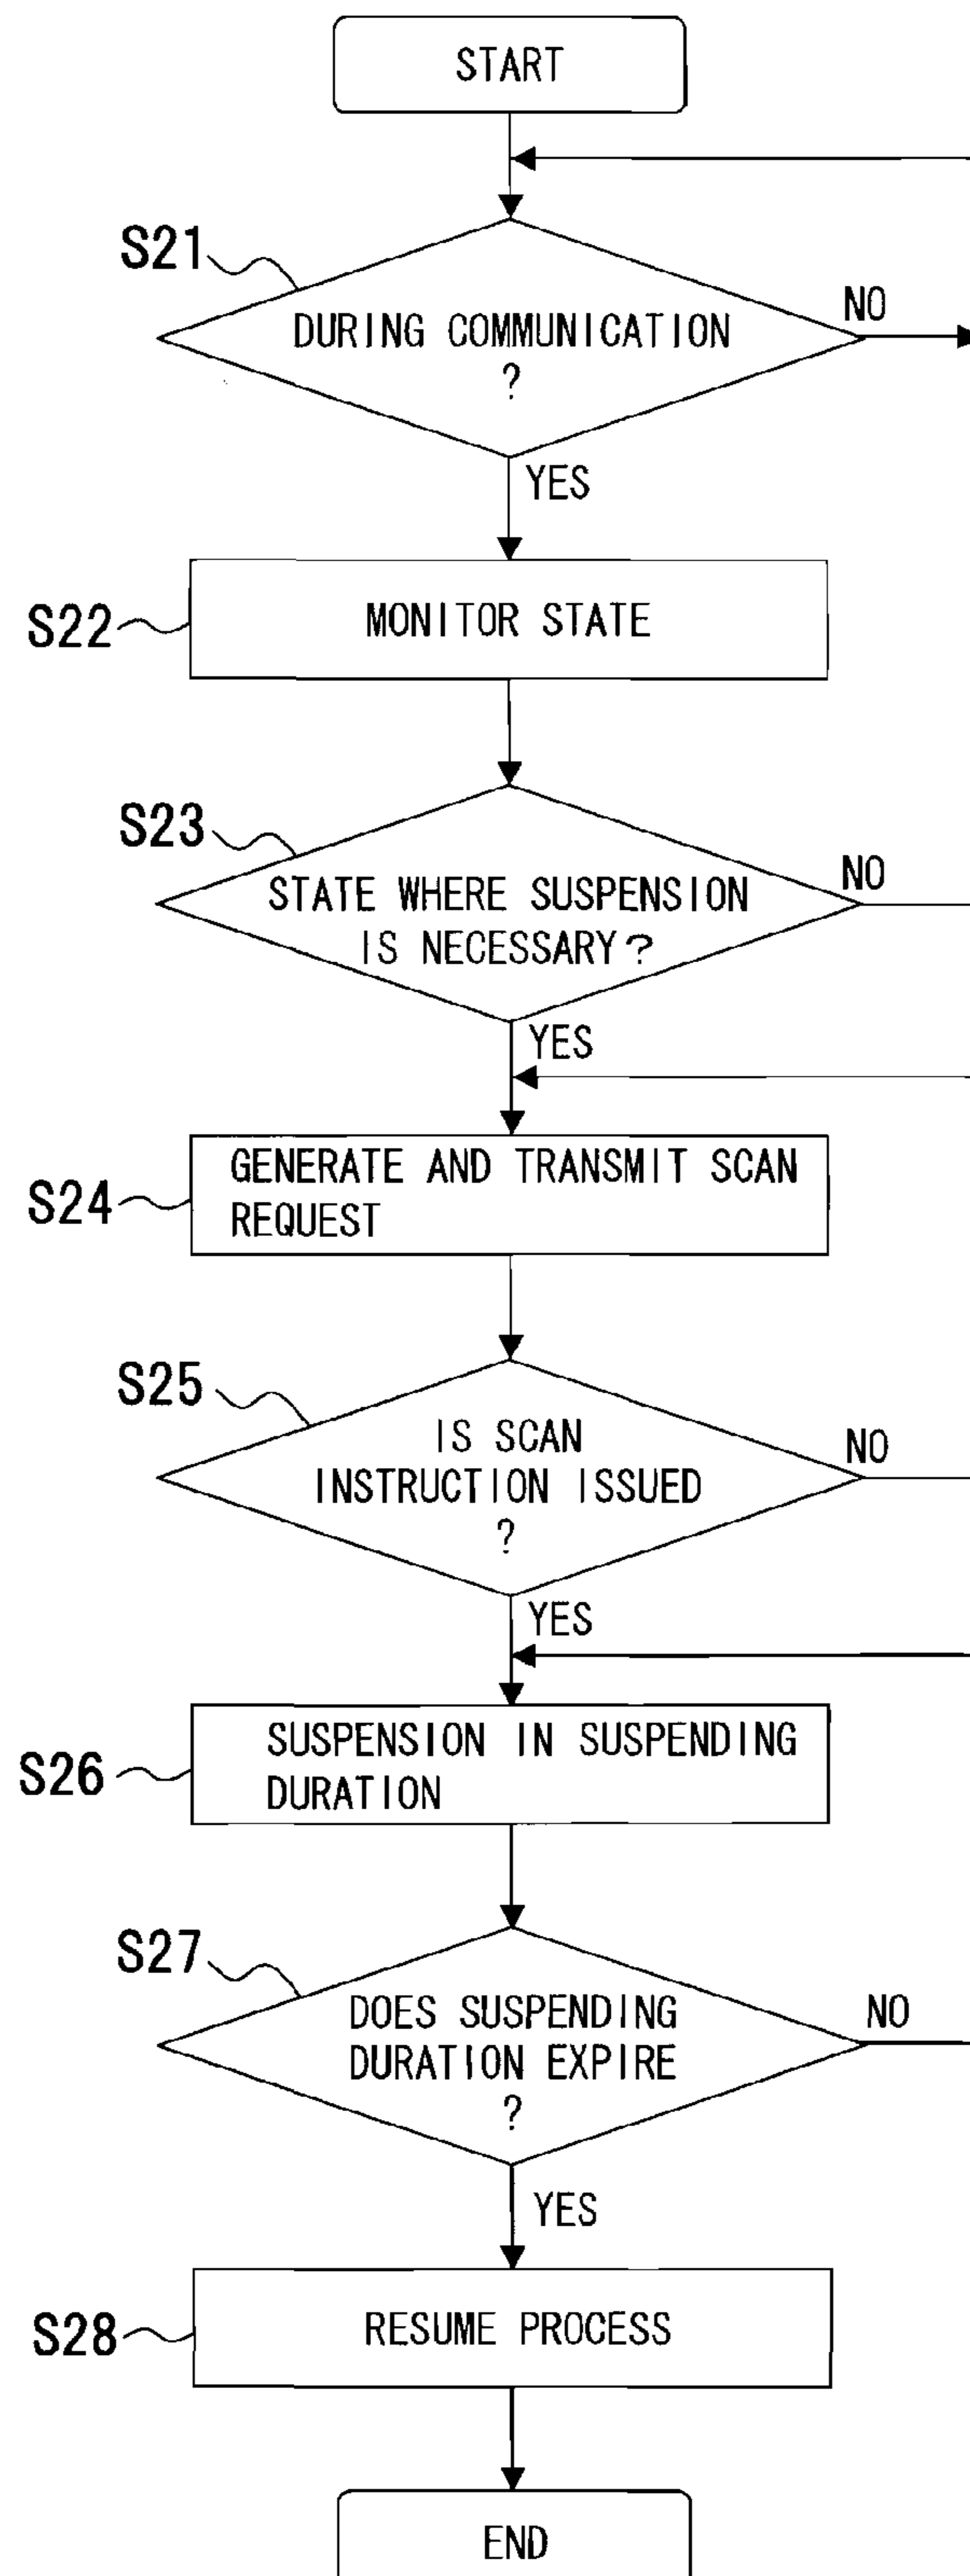 START
S21
DURING COMMUNICATION
?
NO
YES
S22
MONITOR STATE
S23
STATE WHERE SUSPENSION
IS NECESSARY?
NO
YES
S24
GENERATE AND TRANSMIT SCAN
REQUEST
S25
IS SCAN
INSTRUCTION ISSUED
?
NO
YES
S26
SUSPENSION IN SUSPENDING
DURATION
S27
DOES SUSPENDING
DURATION EXPIRE
?
NO
YES
S28
RESUME PROCESS
END